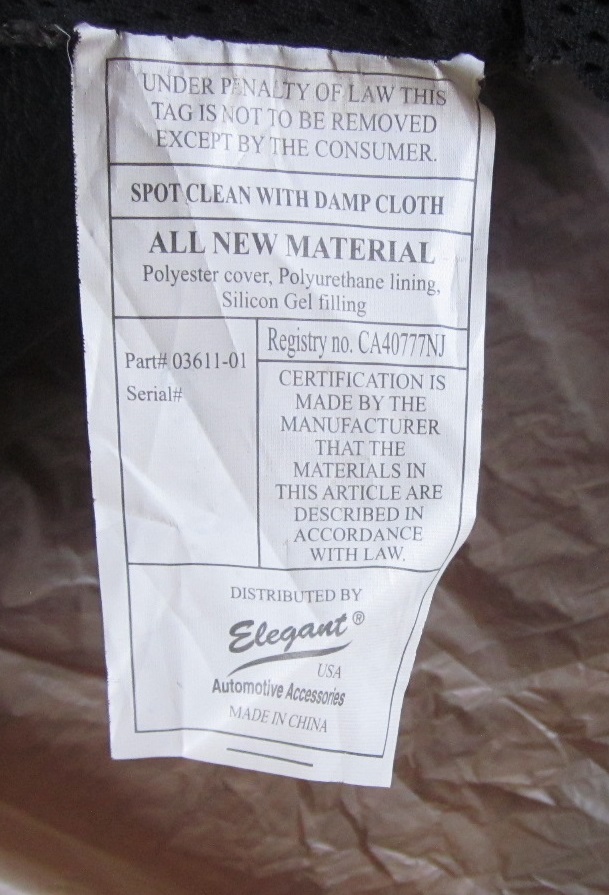 UNDER PENALTY OF LAW THIS
TAG IS NOT TO BE REMOVED
EXCEPT BY THE CONSUMER.
SPOT CLEAN WITH DAMP CLOTH
ALL NEW MATERIAL
Polyester cover, Polyurethane lining,
Silicon Gel filling
Part# 03611-01
Serial#
Registry no. CA40777NJ
CERTIFICATION IS
MADE BY THE
MANUFACTURER
THAT THE
MATERIALS IN
THIS ARTICLE ARE
DESCRIBED IN
ACCORDANCE
WITH LAW.
DISTRIBUTED BY
Elegant®
USA
Automotive Accessories
MADE IN CHINA